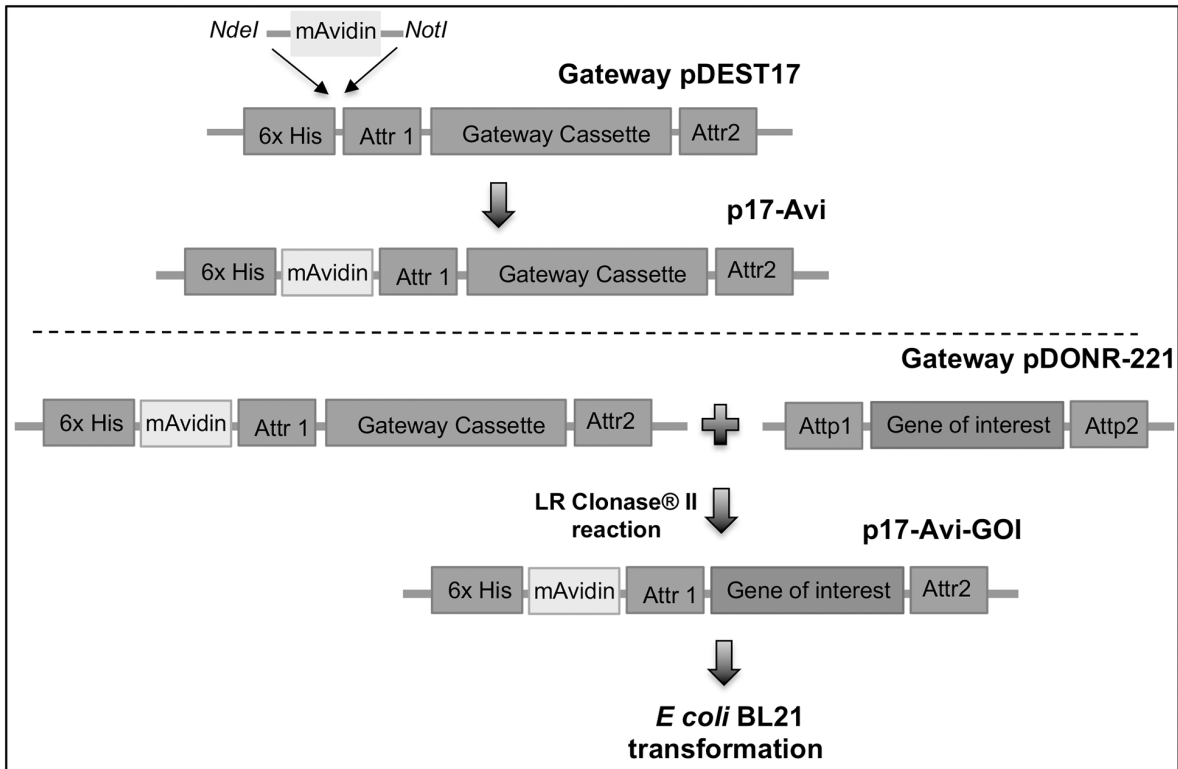 NdeI mAvidin NotI
Gateway pDEST17
6x His Attr 1 Gateway Cassette Attr2
p17-Avi
6x His mAvidin Attr 1 Gateway Cassette Attr2
Gateway pDONR-221
6x His mAvidin Attr 1 Gateway Cassette Attr2 Attp1 Gene of interest Attp2
LR Clonase® II
reaction
p17-Avi-GOI
6x His mAvidin Attr 1 Gene of interest Attr2
E coli BL21
transformation